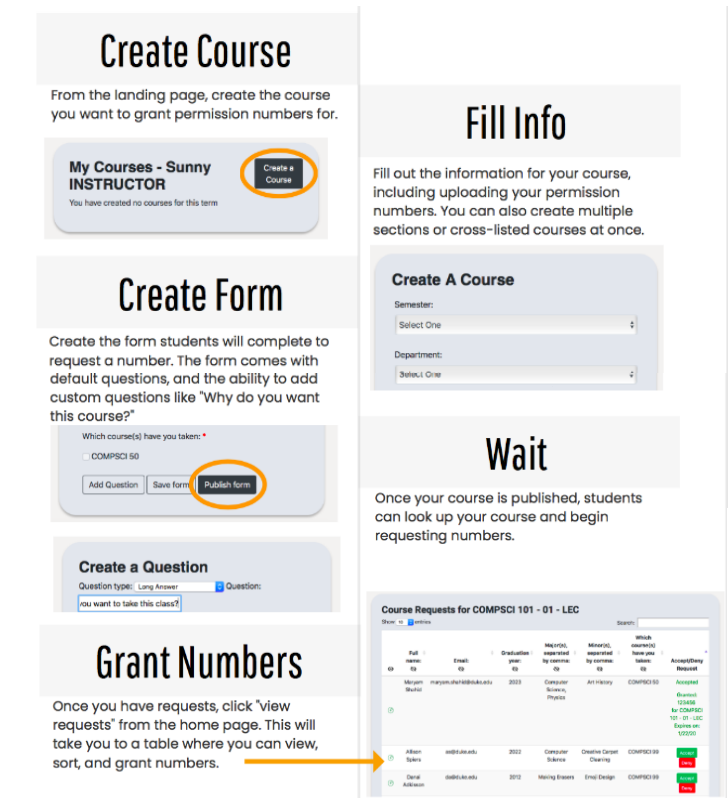 Create Course
From the landing page, create the course
you want to grant permission numbers for.
My Courses - Sunny
INSTRUCTOR
Create a
Course
You have created no courses for this term
Fill Info
Fill out the information for your course,
including uploading your permission
numbers. You can also create multiple
sections or cross-listed courses at once.
Create A Course
Semester:
Select One
Department:
Select One
Create Form
Create the form students will complete to
request a number. The form comes with
default questions, and the ability to add
custom questions like "Why do you want
this course?"
Which course(s) have you taken: *
COMPSCI 50
Add Question Save form Publish form
Create a Question
Question type: Long Answer Question:
you want to take this class?
Wait
Once your course is published, students
can look up your course and begin
requesting numbers.
Grant Numbers
Once you have requests, click "view
requests" from the home page. This will
take you to a table where you can view,
sort, and grant numbers.
Course Requests for COMPSCI 101 - 01 - LEC
Show 10 entries Search:
Full
name:
Email:
Graduation
year:
Major(s),
separated
by comma:
Minor(s),
separated
by comma:
Which
course(s)
have you
taken:
Accept/Deny
Request
Maryam
Shahid
maryam.shahid@duke.edu
2023
Computer
Science,
Physics
Art History
COMPSCI 50
Accepted
Granted:
123456
for COMPSCI
101 - 01 - LEC
Expires on:
1/22/20
Allison
Spiers
as@duke.edu
2022
Computer
Science
Creative Carpet
Cleaning
COMPSCI 99
Accept
Deny
Danai
Adkisson
da@duke.edu
2012
Making Erasers
Emoji Design
COMPSCI 99
Accept
Deny